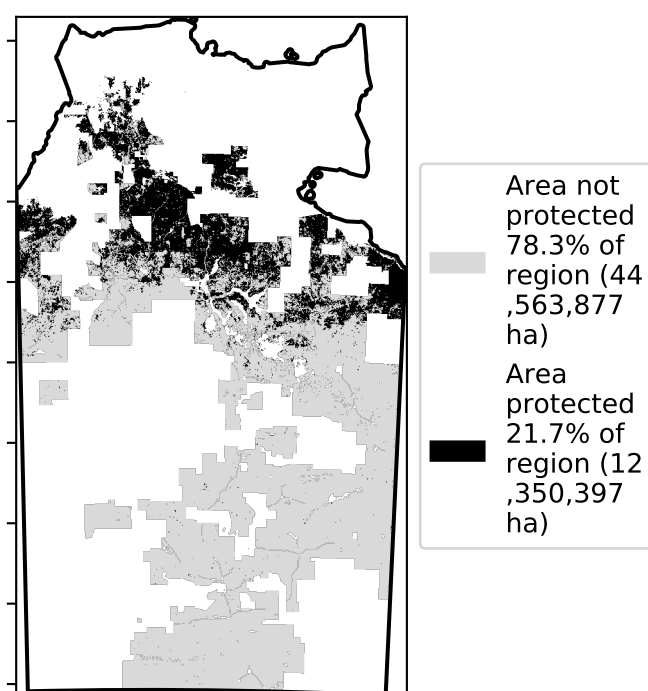 Area not
protected
78.3% of
region (44
,563,877
ha)
Area
protected
21.7% of
region (12
,350,397
ha)